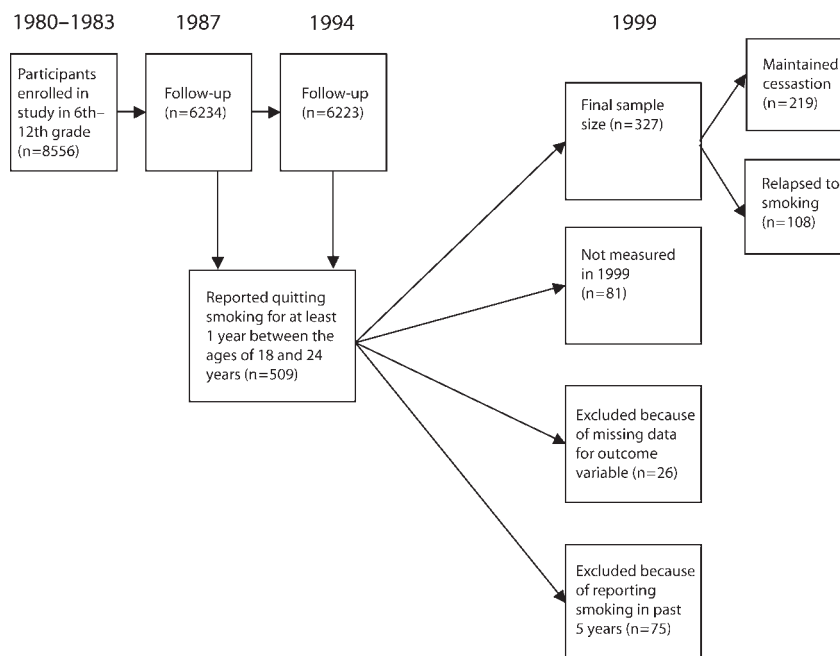 1980–1983
1987
1994
1999
Participants
enrolled in
study in 6th–
12th grade
(n=8556)
Follow-up
(n=6234)
Follow-up
(n=6223)
Reported quitting
smoking for at least
1 year between the
ages of 18 and 24
years (n=509)
Final sample
size (n=327)
Maintained
cessastion
(n=219)
Relapsed to
smoking
(n=108)
Not measured
in 1999
(n=81)
Excluded because
of missing data
for outcome
variable (n=26)
Excluded because
of reporting
smoking in past
5 years (n=75)